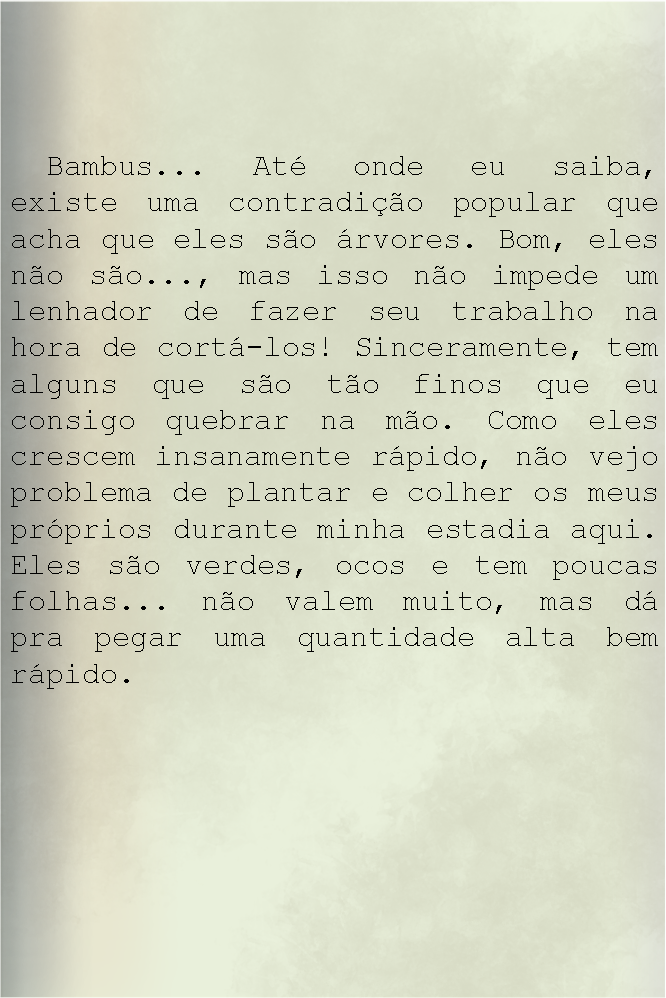 Bambus... Até onde eu saiba,
existe uma contradição popular que
acha que eles são árvores. Bom, eles
não são..., mas isso não impede um
lenhador de fazer seu trabalho na
hora de cortá-los! Sinceramente, tem
alguns que são tão finos que eu
consigo quebrar na mão. Como eles
crescem insanamente rápido, não vejo
problema de plantar e colher os meus
próprios durante minha estadia aqui.
Eles são verdes, ocos e tem poucas
folhas... não valem muito, mas dá
pra pegar uma quantidade alta bem
rápido.